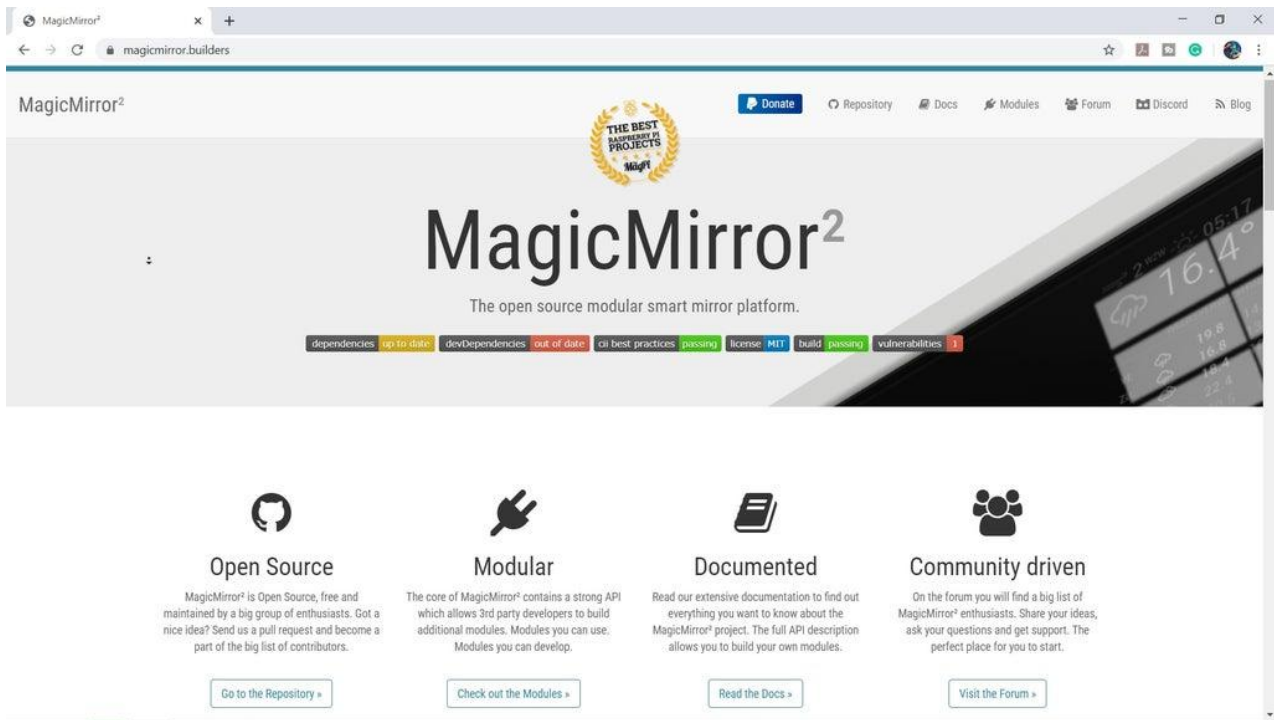 MagicMirror²
magicmirror.builders
MagicMirror²
THE BEST
RASPBERRY PI
PROJECTS
MagPi
Donate
Repository
Docs
Modules
Forum
Discord
Blog
MagicMirror²
The open source modular smart mirror platform.
dependencies up to date devDependencies out of date cii best practices passing license MIT build passing vulnerabilities 1
05:17
16.4°
19.8
16.8
18.4
22.4
Open Source
MagicMirror² is Open Source, free and
maintained by a big group of enthusiasts. Got a
nice idea? Send us a pull request and become a
part of the big list of contributors.
Go to the Repository »
Modular
The core of MagicMirror² contains a strong API
which allows 3rd party developers to build
additional modules. Modules you can use.
Modules you can develop.
Check out the Modules »
Documented
Read our extensive documentation to find out
everything you want to know about the
MagicMirror² project. The full API description
allows you to build your own modules.
Read the Docs »
Community driven
On the forum you will find a big list of
MagicMirror² enthusiasts. Share your ideas,
ask your questions and get support. The
perfect place for you to start.
Visit the Forum »